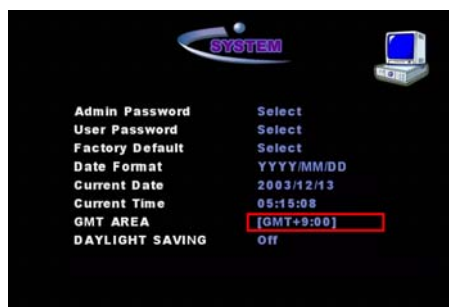 SYSTEM
Admin Password Select
User Password Select
Factory Default Select
Date Format YYYY/MM/DD
Current Date 2003/12/13
Current Time 05:15:08
GMT AREA [GMT+9:00]
DAYLIGHT SAVING Off